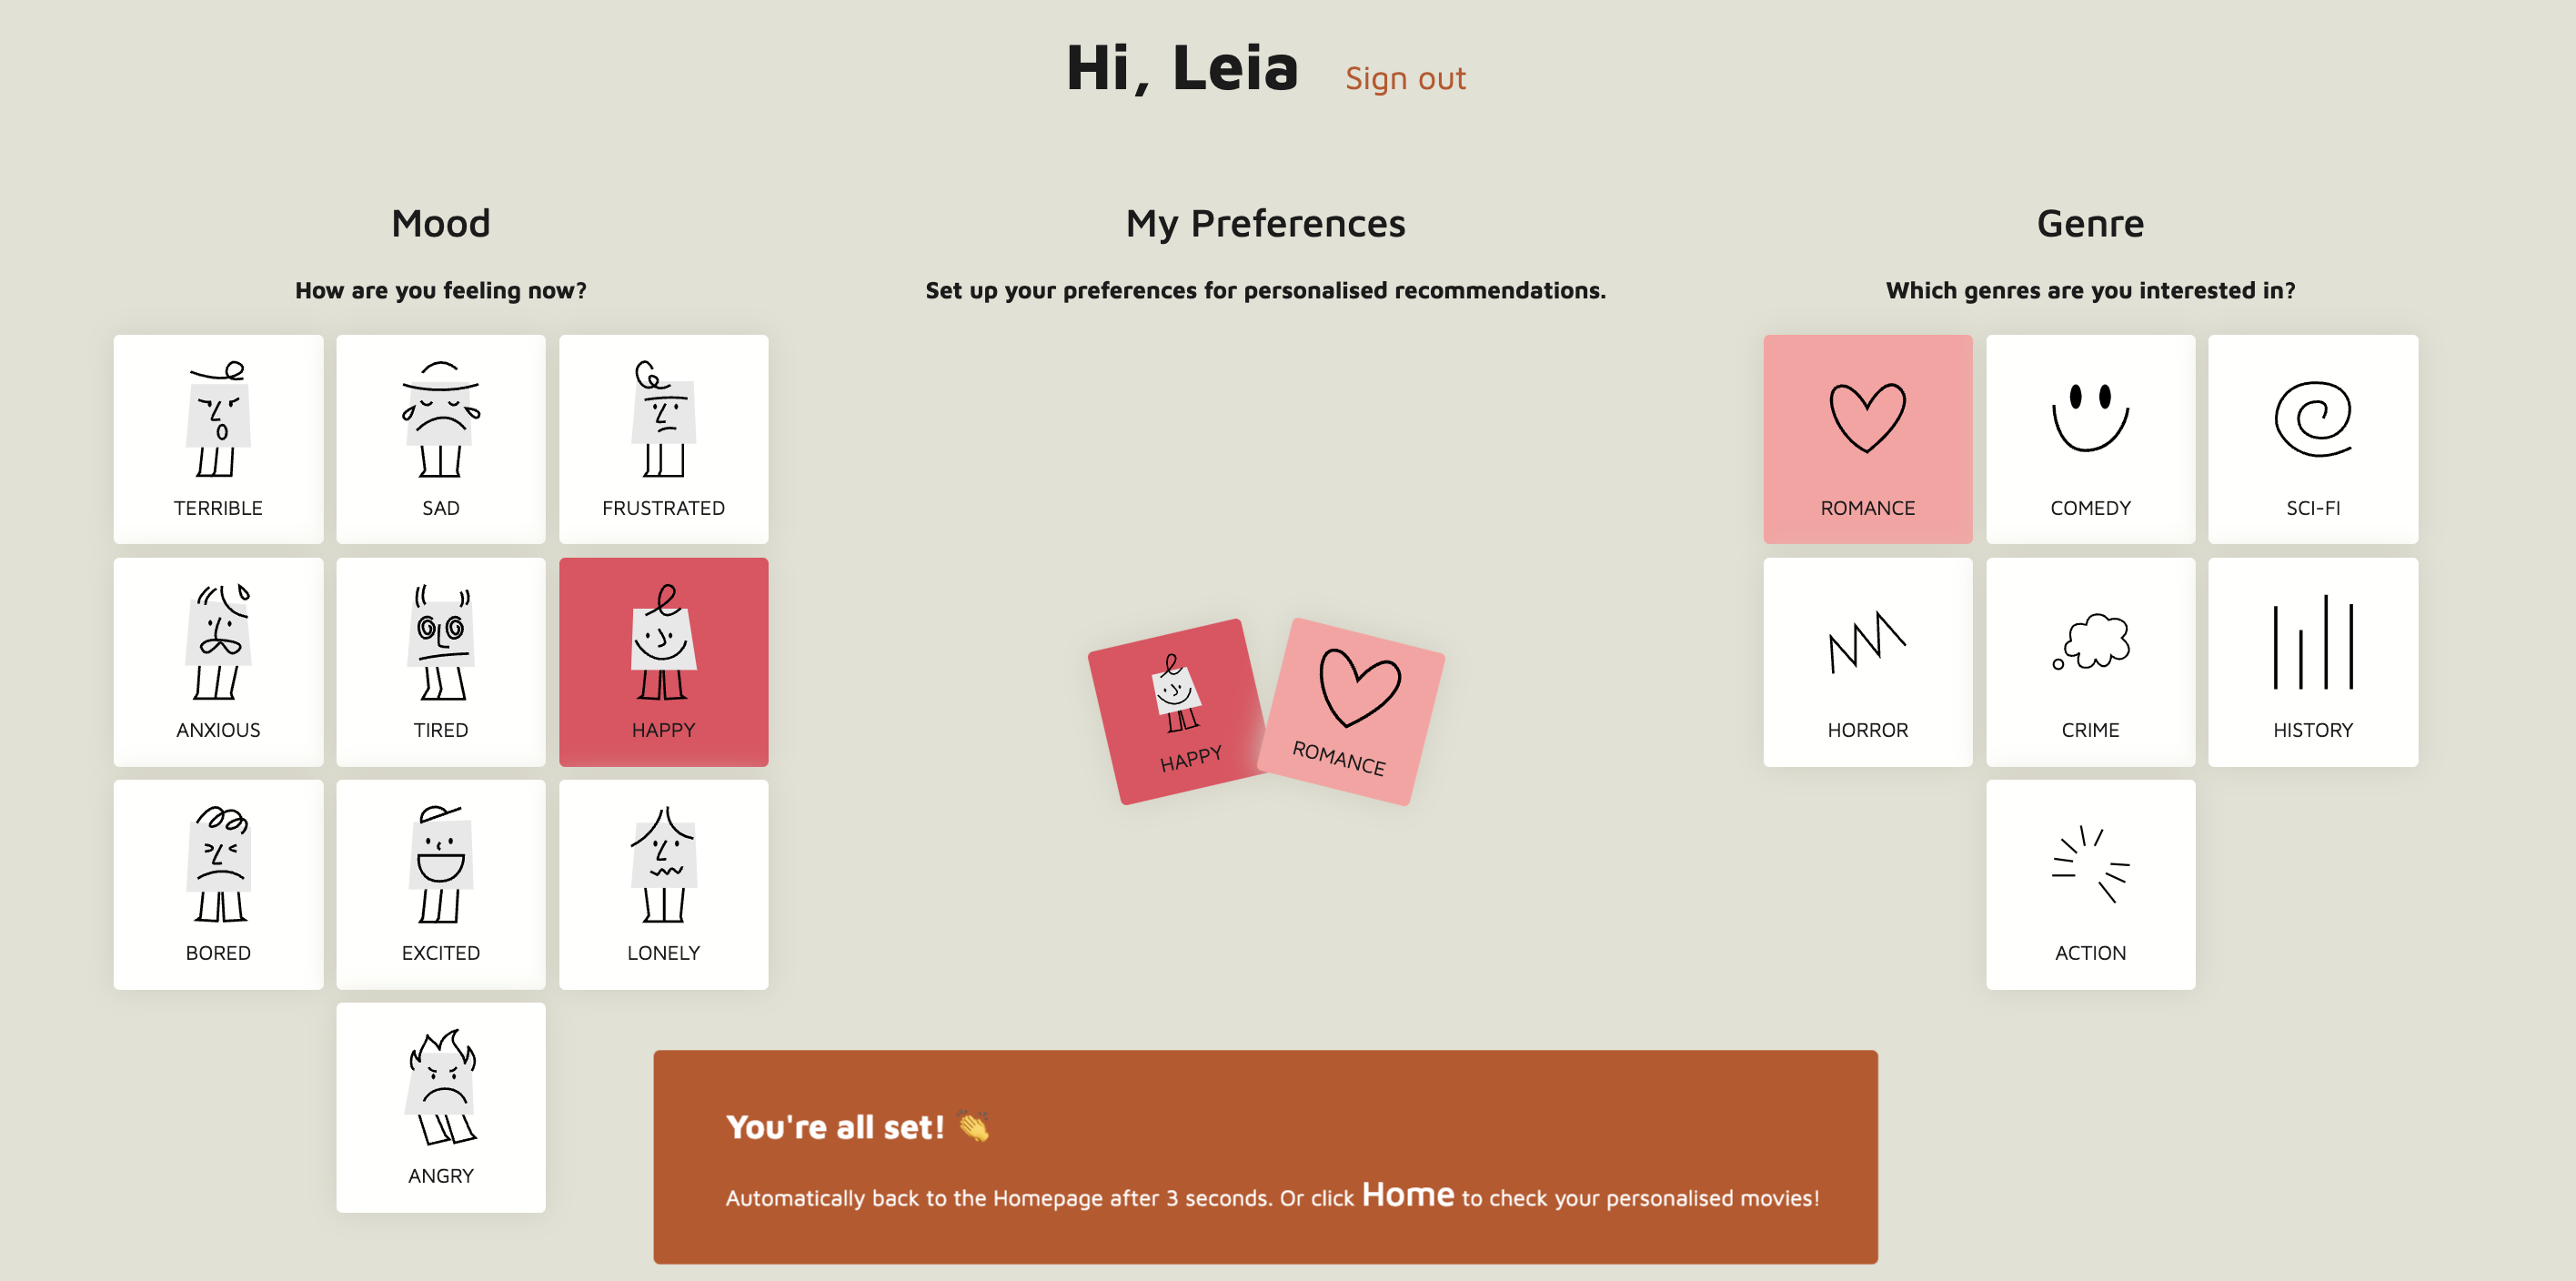 Hi, Leia Sign out
Mood
How are you feeling now?
TERRIBLE SAD FRUSTRATED
ANXIOUS TIRED HAPPY
BORED EXCITED LONELY
ANGRY
My Preferences
Set up your preferences for personalised recommendations.
HAPPY ROMANCE
Genre
Which genres are you interested in?
ROMANCE COMEDY SCI-FI
HORROR CRIME HISTORY
ACTION
You're all set! 👏
Automatically back to the Homepage after 3 seconds. Or click Home to check your personalised movies!